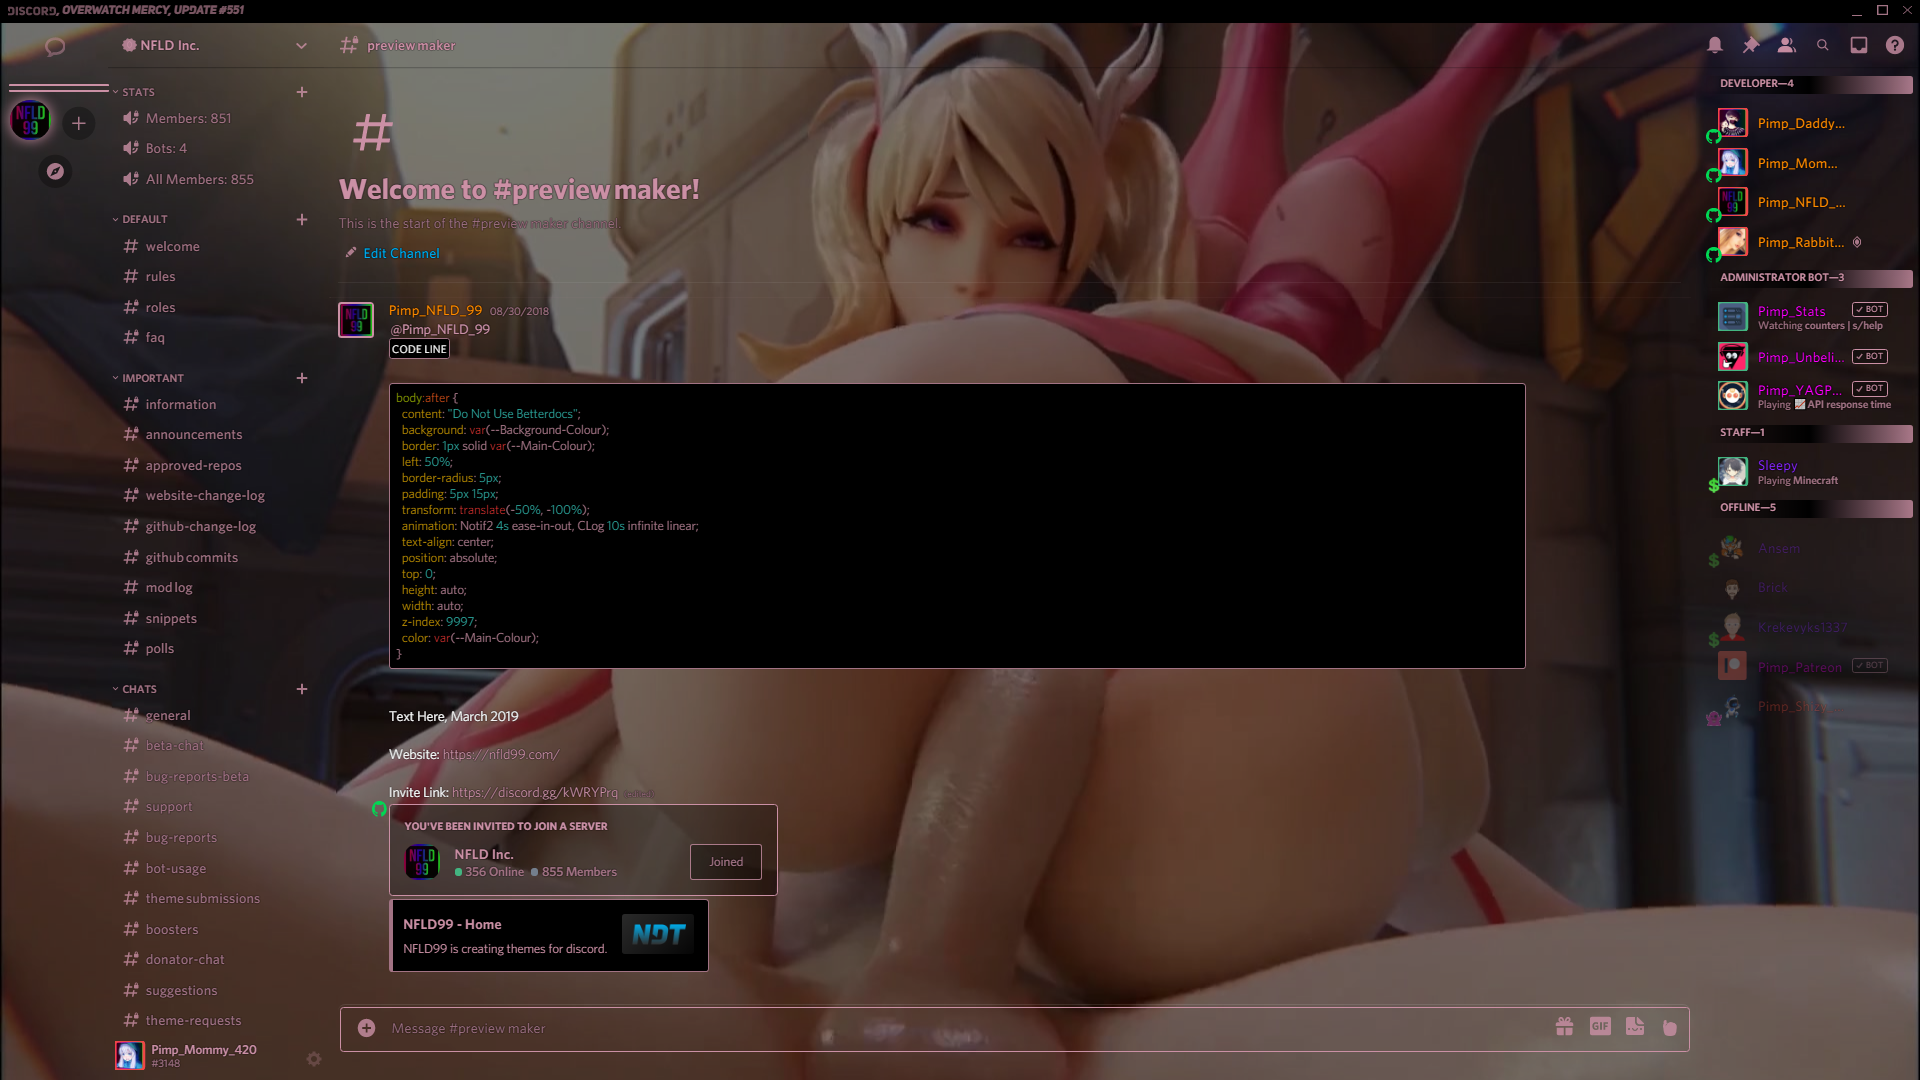 DISCORD, OVERWATCH MERCY, UPDATE #551
NFLD Inc.
preview maker
NFLD 99
STATS
Members: 851
Bots: 4
All Members: 855
DEFAULT
welcome
rules
roles
faq
IMPORTANT
information
announcements
approved-repos
website-change-log
github-change-log
github commits
mod log
snippets
polls
CHATS
general
beta-chat
bug-reports-beta
support
bug-reports
bot-usage
theme submissions
boosters
donator-chat
suggestions
theme-requests
Pimp_Mommy_420
#3148
#
Welcome to #preview maker!
This is the start of the #preview maker channel.
Edit Channel
Pimp_NFLD_99 08/30/2018
@Pimp_NFLD_99
CODE LINE
body:after {
content: "Do Not Use Betterdocs";
background: var(--Background-Colour);
border: 1px solid var(--Main-Colour);
left: 50%;
border-radius: 5px;
padding: 5px 15px;
transform: translate(-50%, -100%);
animation: Notif2 4s ease-in-out, CLog 10s infinite linear;
text-align: center;
position: absolute;
top: 0;
height: auto;
width: auto;
z-index: 9997;
color: var(--Main-Colour);
}
Text Here, March 2019
Website: https://nfld99.com/
Invite Link: https://discord.gg/kWRYPrq (edited)
YOU'VE BEEN INVITED TO JOIN A SERVER
NFLD 99
NFLD Inc.
356 Online 855 Members
Joined
NFLD99 - Home
NFLD99 is creating themes for discord.
NDT
Message #preview maker
GIF
DEVELOPER—4
Pimp_Daddy...
Pimp_Mom...
Pimp_NFLD_...
Pimp_Rabbit...
ADMINISTRATOR BOT—3
Pimp_Stats BOT
Watching counters | s/help
Pimp_Unbeli... BOT
Pimp_YAGP... BOT
Playing API response time
STAFF—1
Sleepy
Playing Minecraft
OFFLINE—5
Ansem
Brick
Krekevyks1337
Pimp_Patreon BOT